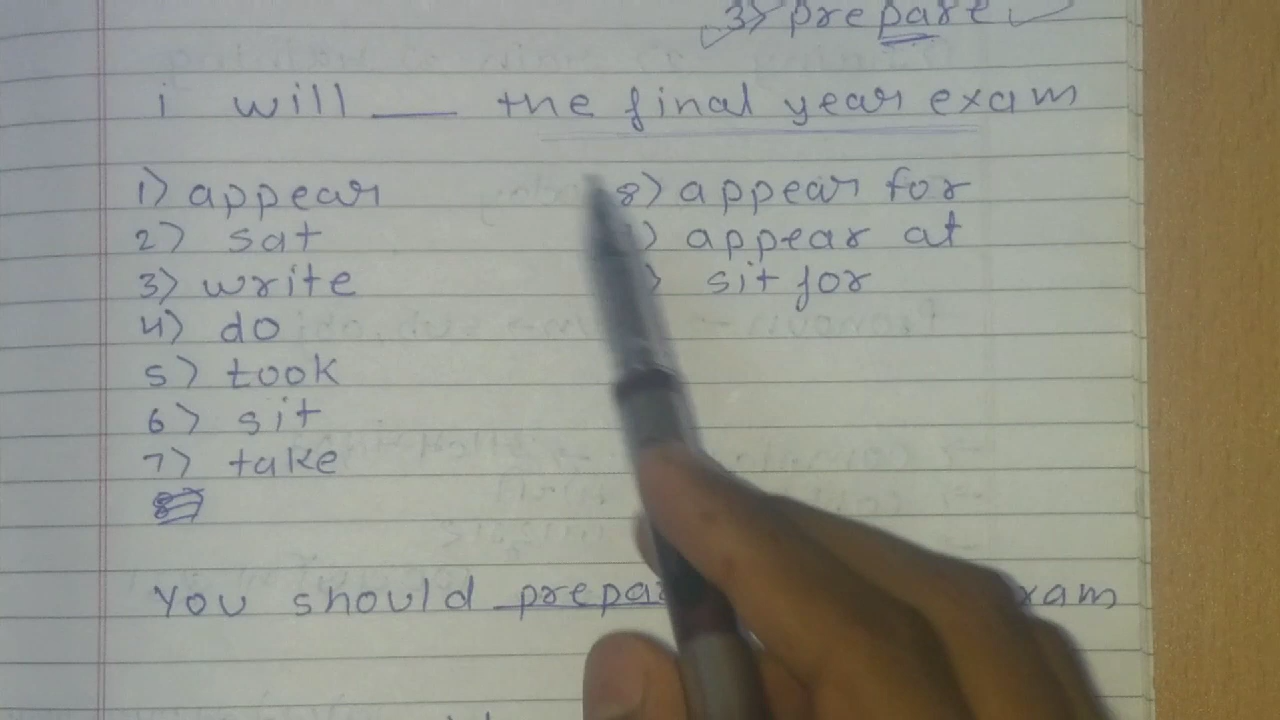 3) prepare
i will ___ the final year exam
1) appear
2) sat
3) write
4) do
5) took
6) sit
7) take
8) appear for
) appear at
) sit for
You should prepa xam